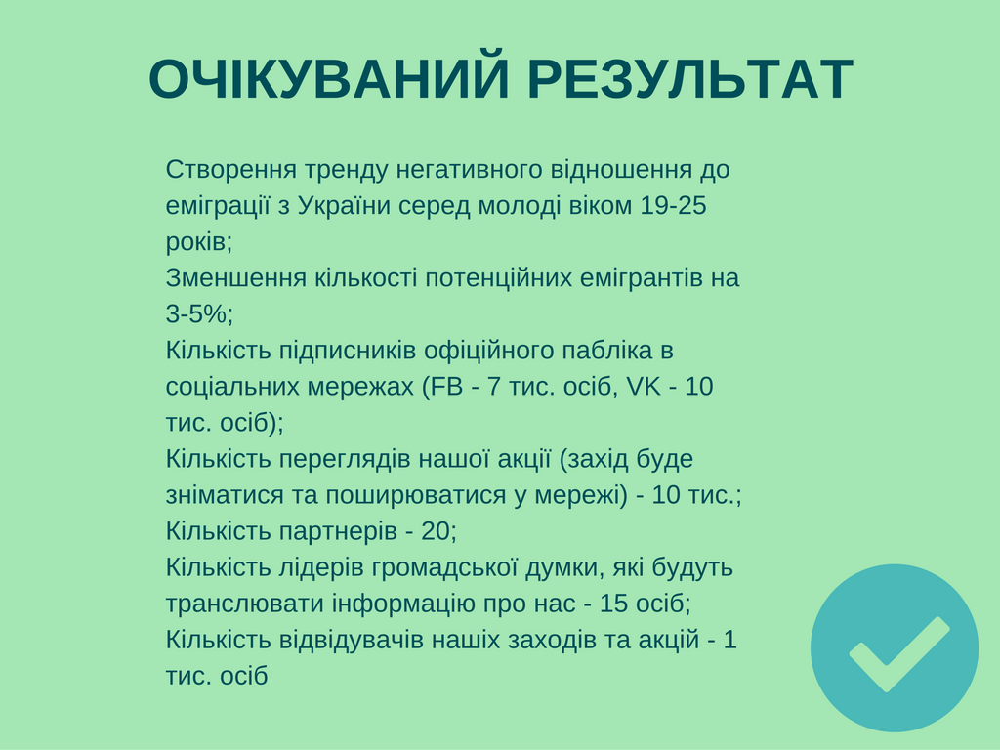 ОЧІКУВАНИЙ РЕЗУЛЬТАТ
Створення тренду негативного відношення до
еміграції з України серед молоді віком 19-25
років;
Зменшення кількості потенційних емігрантів на
3-5%;
Кількість підписників офіційного пабліка в
соціальних мережах (FB - 7 тис. осіб, VK - 10
тис. осіб);
Кількість переглядів нашої акції (захід буде
зніматися та поширюватися у мережі) - 10 тис.;
Кількість партнерів - 20;
Кількість лідерів громадської думки, які будуть
транслювати інформацію про нас - 15 осіб;
Кількість відвідувачів нашіх заходів та акцій - 1
тис. осіб